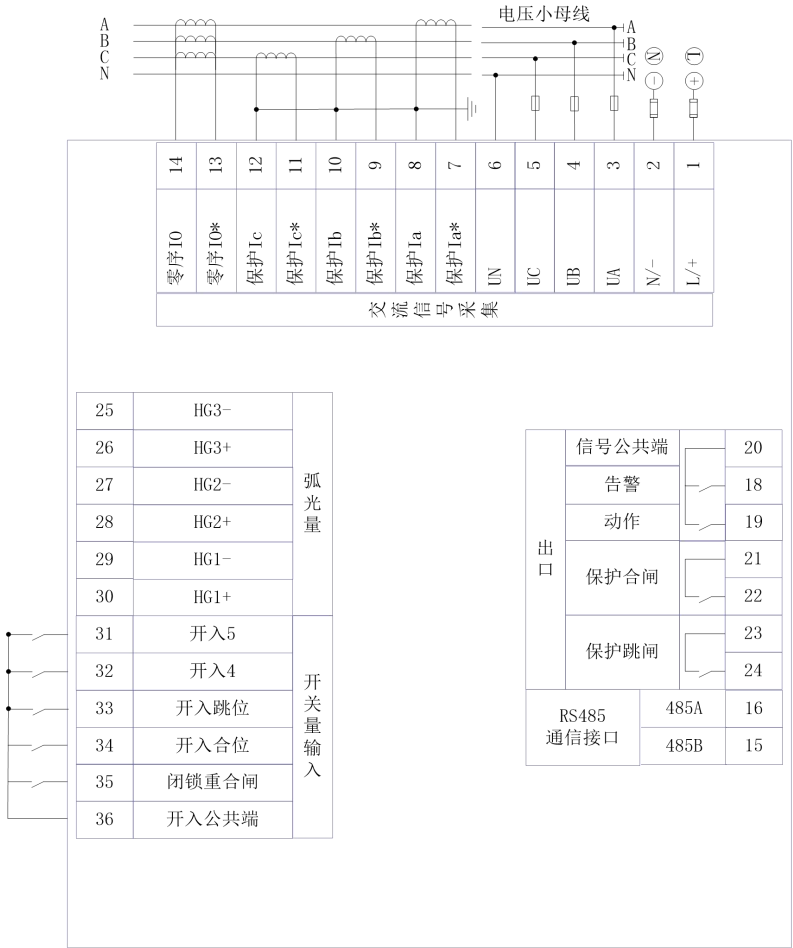 电压小母线
A
B
C
N
A
B
C
N
N
L
−
+
14
13
12
11
10
9
8
7
6
5
4
3
2
1
零序IO
零序IO*
保护Ic
保护Ic*
保护Ib
保护Ib*
保护Ia
保护Ia*
UN
UC
UB
UA
N/-
L/+
交流信号采集
25 HG3-
26 HG3+
27 HG2-
28 HG2+
29 HG1-
30 HG1+
弧光量
31 开入5
32 开入4
33 开入跳位
34 开入合位
35 闭锁重合闸
36 开入公共端
开关量输入
出口
信号公共端 20
告警 18
动作 19
保护合闸
21
22
保护跳闸
23
24
RS485
通信接口
485A 16
485B 15